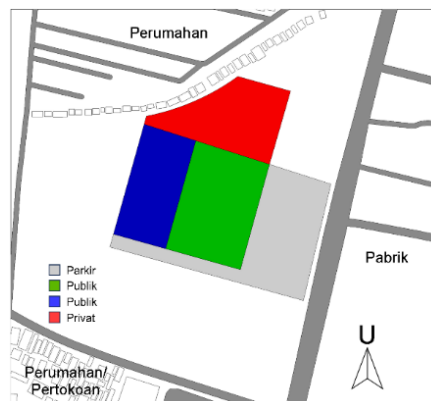 Perumahan
Parkir
Publik
Publik
Privat
Pabrik
U
Perumahan/
Pertokoan